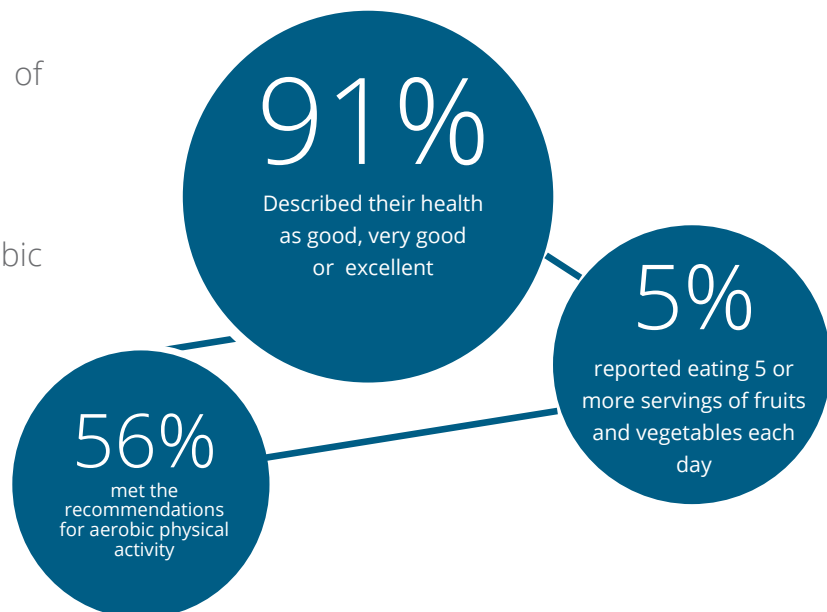 of
bic
91%
Described their health
as good, very good
or excellent
5%
reported eating 5 or
more servings of fruits
and vegetables each
day
56%
met the
recommendations
for aerobic physical
activity